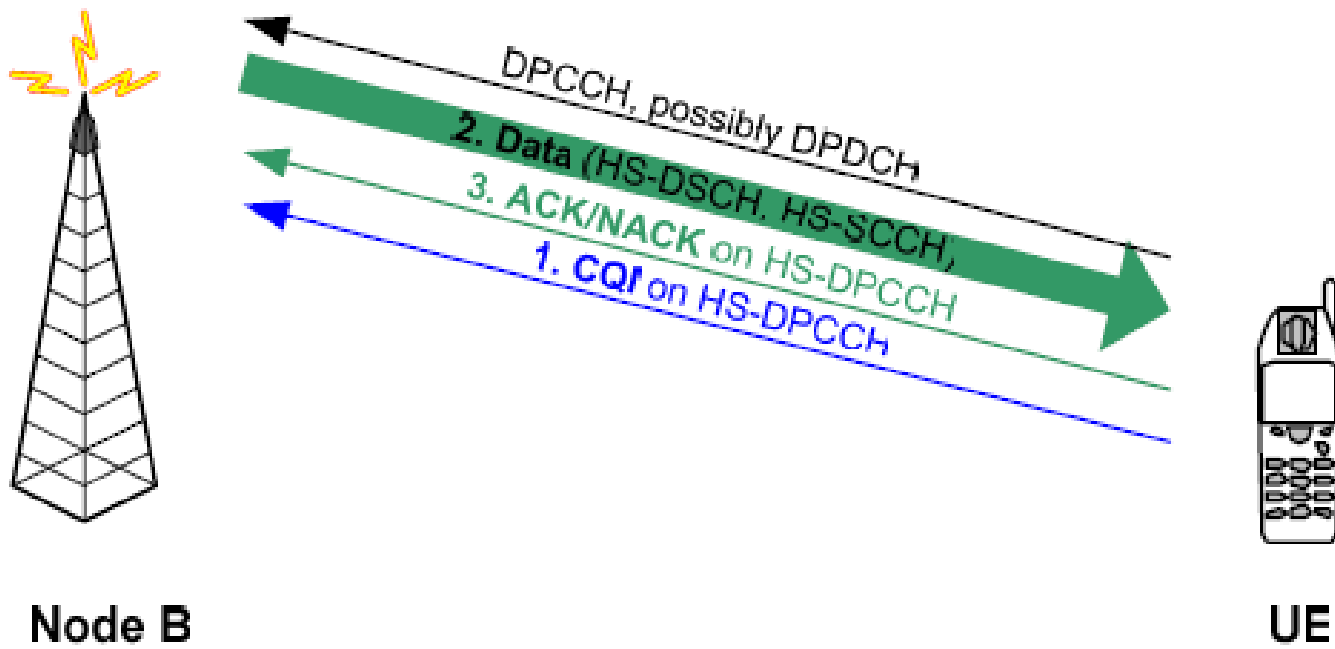 DPCCH, possibly DPDCH
2. Data (HS-DSCH, HS-SCCH)
3. ACK/NACK on HS-DPCCH
1. CQI on HS-DPCCH
Node B
UE